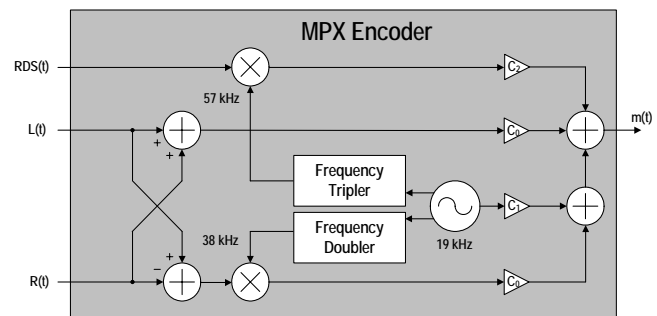 MPX Encoder
RDS(t)
C₂
57 kHz
L(t)
+
+
C₀
m(t)
Frequency
Tripler
C₁
Frequency
Doubler
19 kHz
38 kHz
+
−
R(t)
C₀